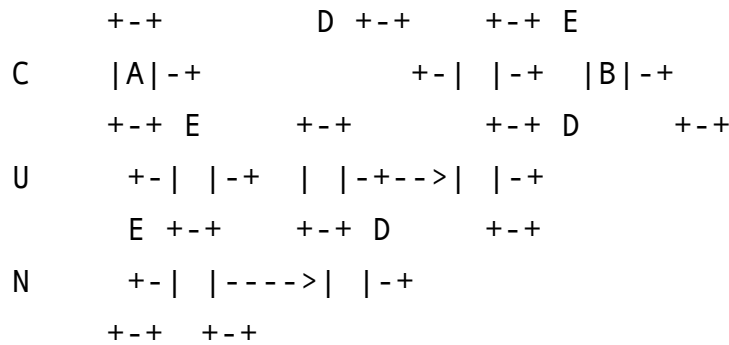 +-+          D +-+     +-+ E
C     |A|-+             +-|  |-+  |B|-+
+-+ E      +-+         +-+ D      +-+
U      +-|  |-+  |  |-+-->|  |-+
E +-+     +-+ D      +-+
N      +-|  |---->|  |-+
+-+  +-+